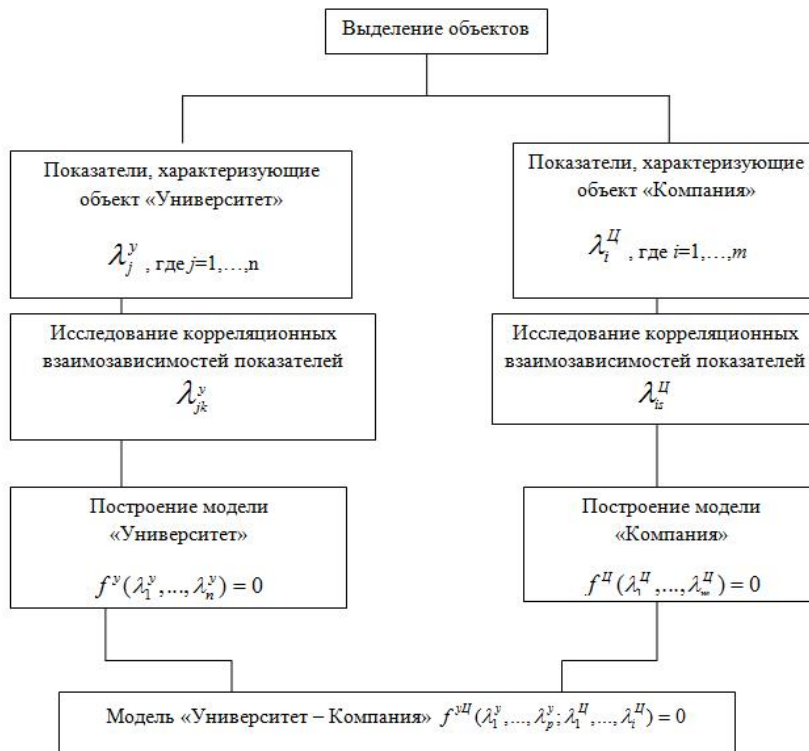 Выделение объектов
Показатели, характеризующие
объект «Университет»
λ_j^y , где j=1,…,n
Показатели, характеризующие
объект «Компания»
λ_i^Ц , где i=1,…,m
Исследование корреляционных
взаимозависимостей показателей
λ_jk^y
Исследование корреляционных
взаимозависимостей показателей
λ_is^Ц
Построение модели
«Университет»
f^y(λ_1^y,...,λ_n^y) = 0
Построение модели
«Компания»
f^Ц(λ_1^Ц,...,λ_m^Ц) = 0
Модель «Университет – Компания» f^yЦ(λ_1^y,...,λ_p^y;λ_1^Ц,...,λ_i^Ц) = 0